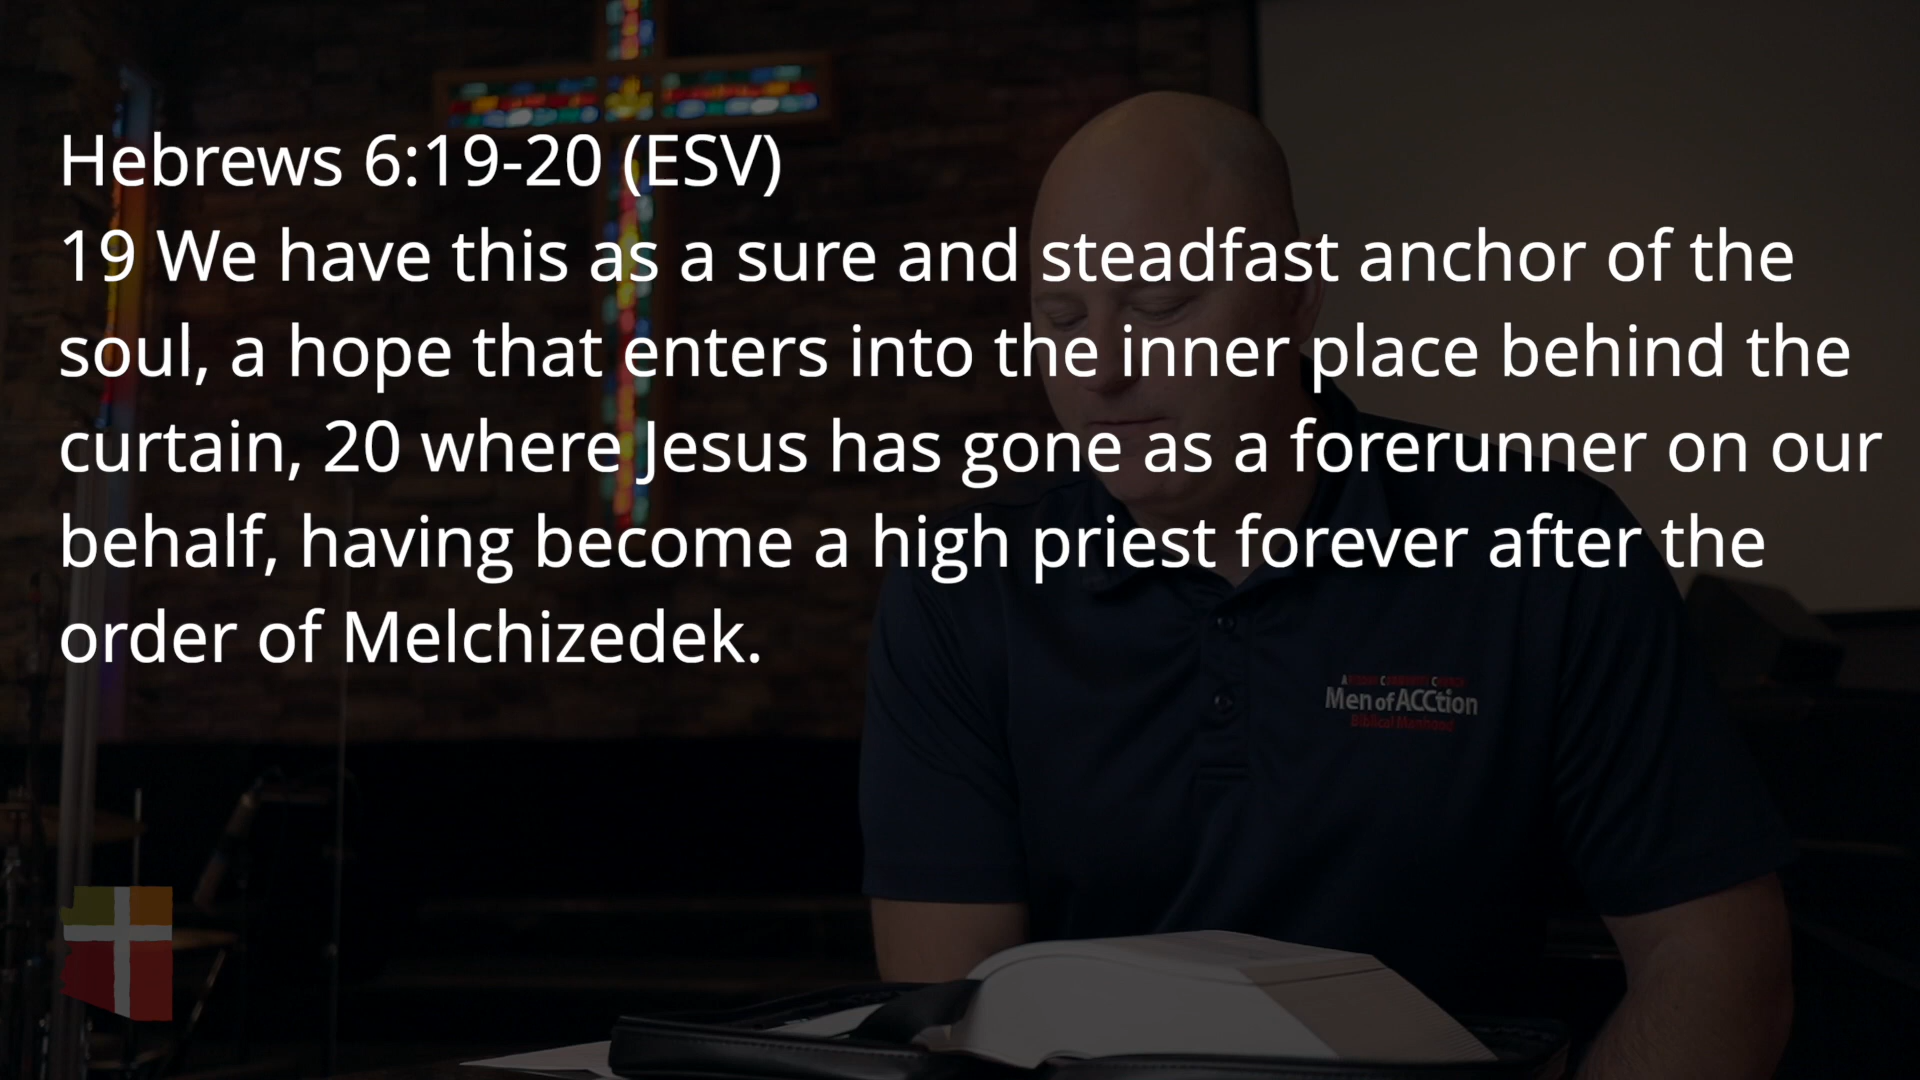 Hebrews 6:19-20 (ESV)
19 We have this as a sure and steadfast anchor of the
soul, a hope that enters into the inner place behind the
curtain, 20 where Jesus has gone as a forerunner on our
behalf, having become a high priest forever after the
order of Melchizedek.
Men of ACCtion
Biblical Manhood